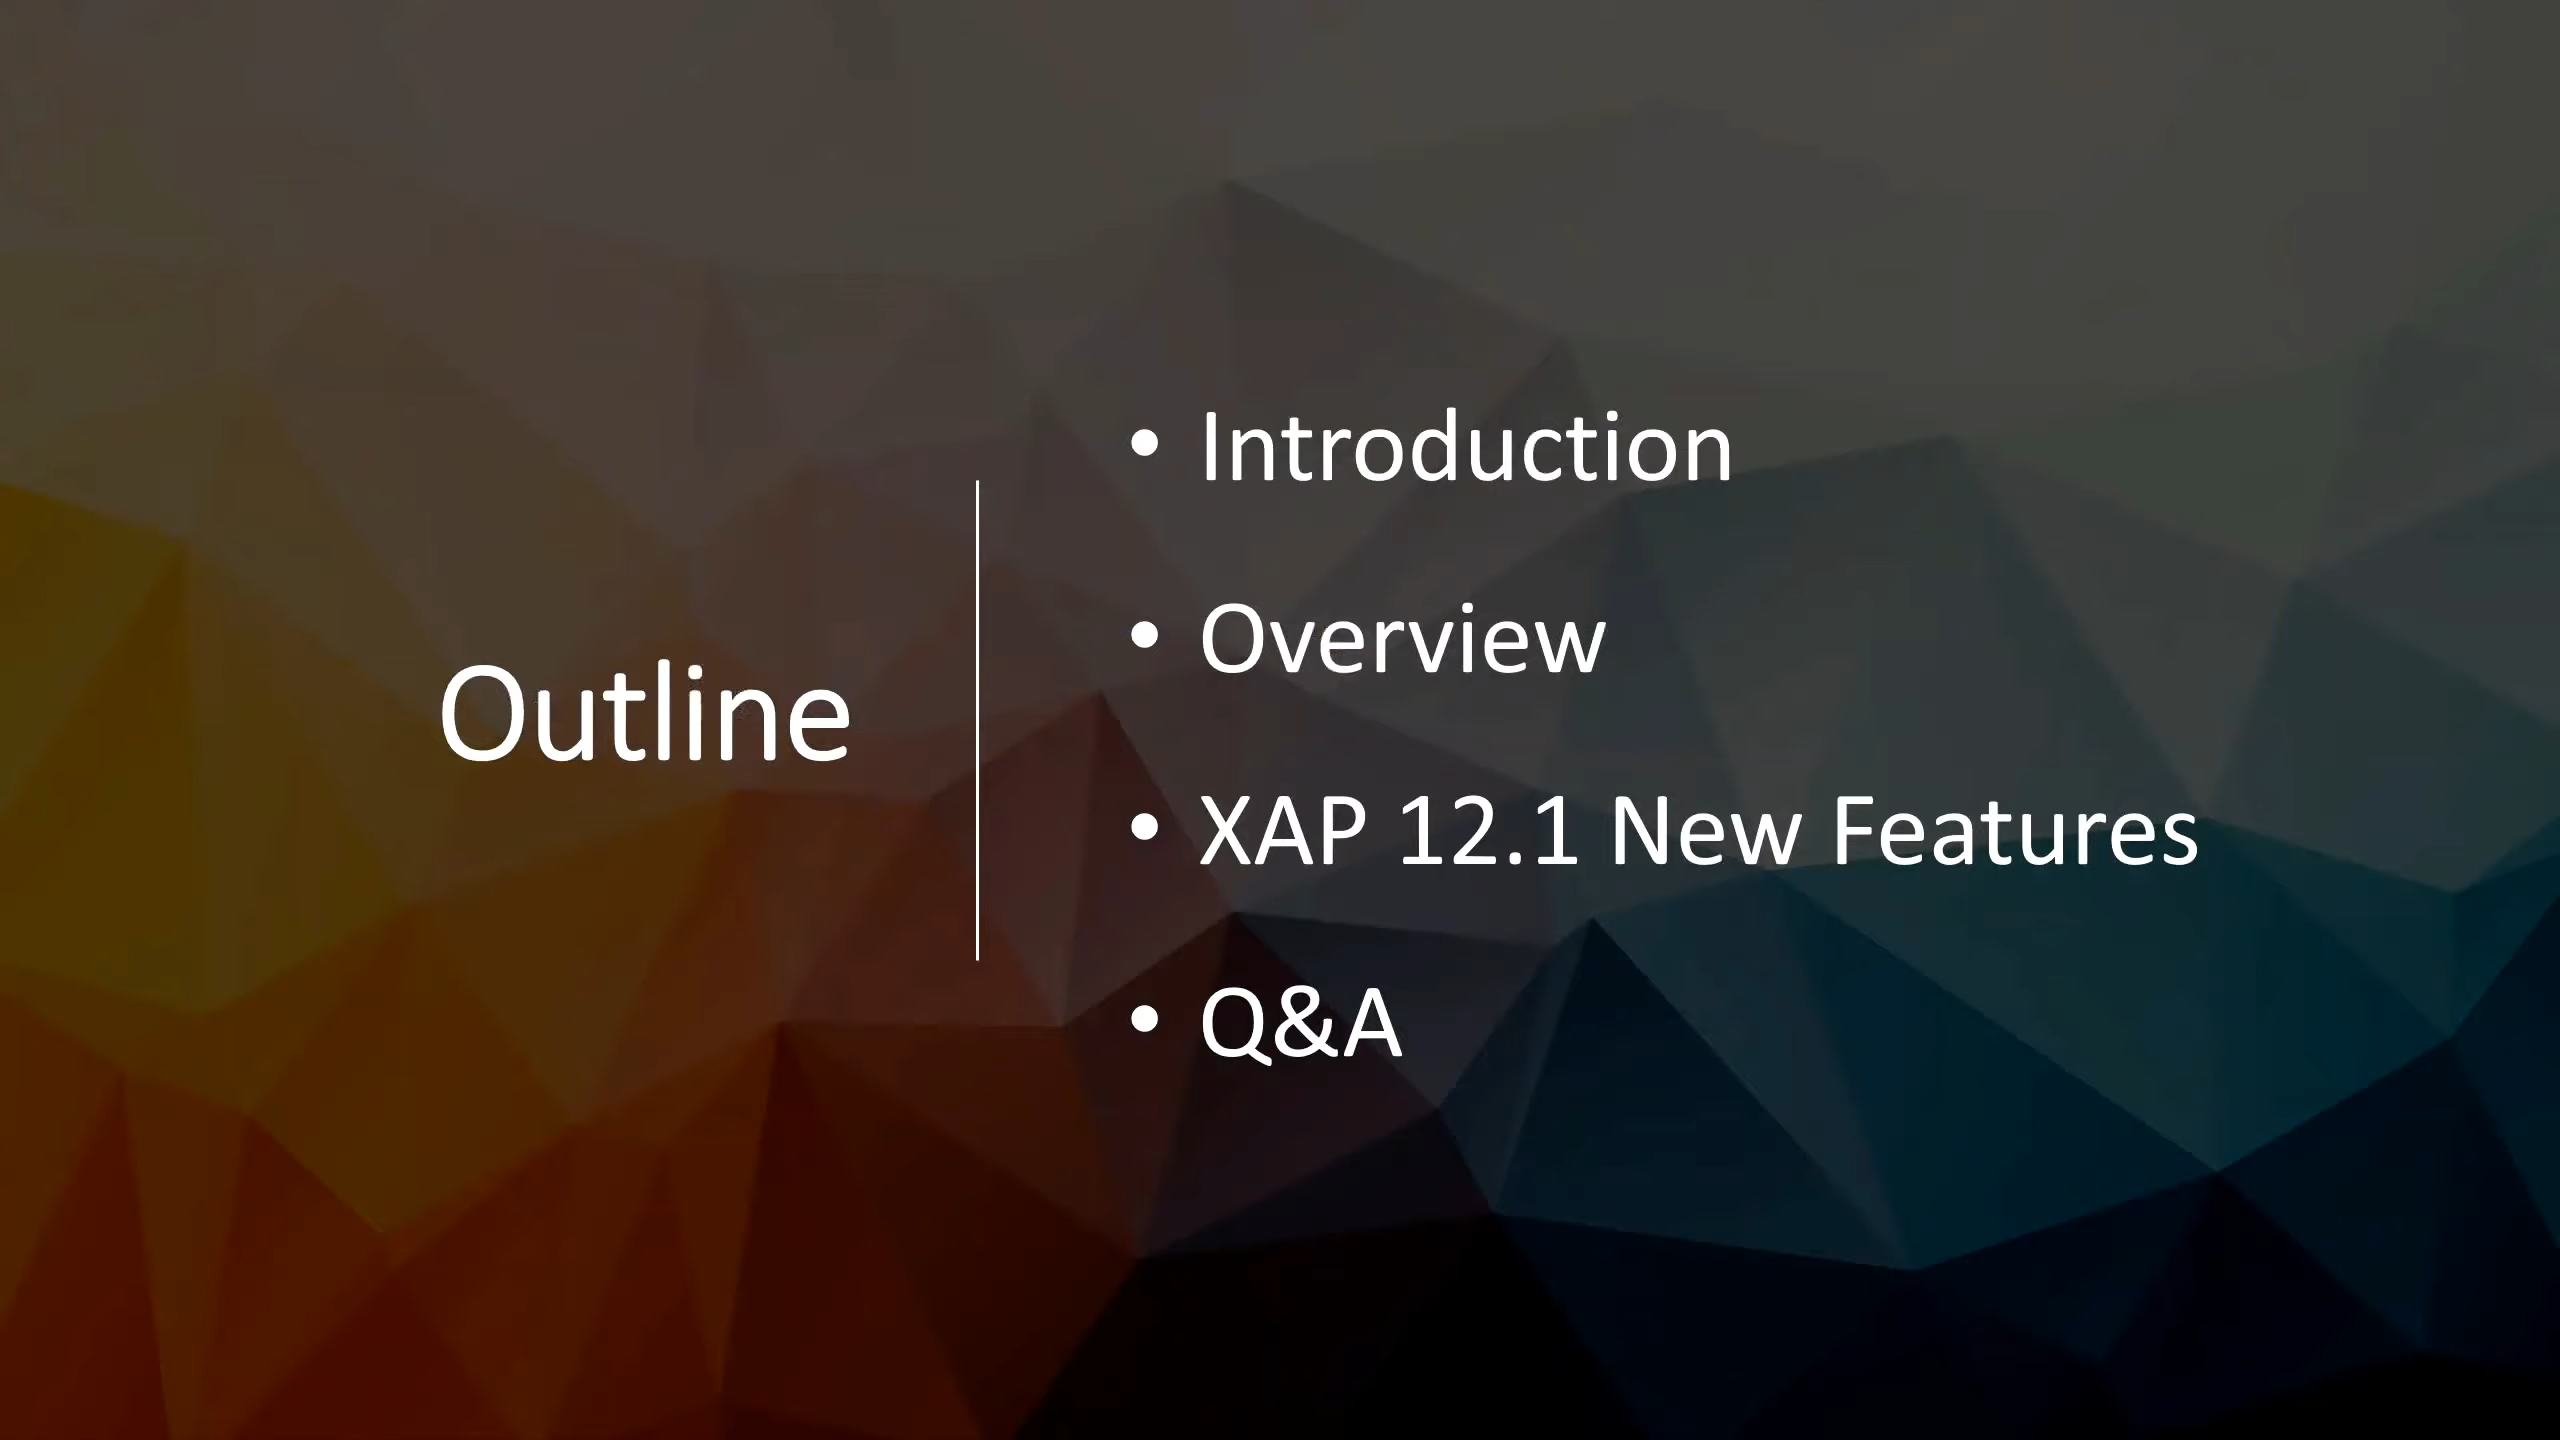 Outline
• Introduction
• Overview
• XAP 12.1 New Features
• Q&A